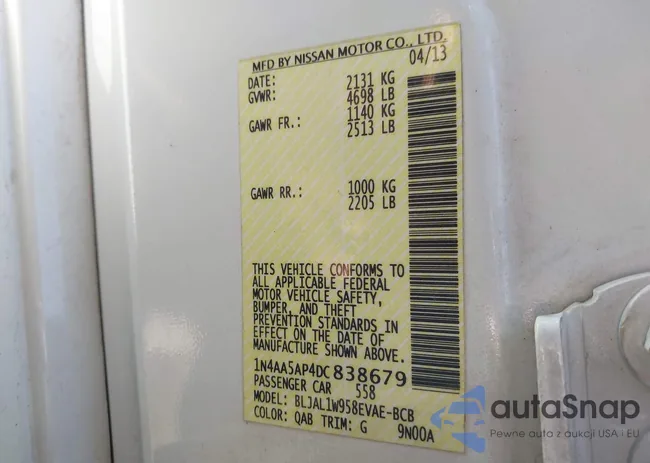 MFD BY NISSAN MOTOR CO., LTD.
DATE: 04/13
GVWR: 2131 KG
4698 LB
GAWR FR.: 1140 KG
2513 LB
GAWR RR.: 1000 KG
2205 LB
THIS VEHICLE CONFORMS TO
ALL APPLICABLE FEDERAL
MOTOR VEHICLE SAFETY,
BUMPER, AND THEFT
PREVENTION STANDARDS IN
EFFECT ON THE DATE OF
MANUFACTURE SHOWN ABOVE.
1N4AA5AP4DC838679
PASSENGER CAR 558
MODEL: BLJAL1W958EVAE-BCB
COLOR: QAB TRIM: G 9N00A
autaSnap
Pewne auta z aukcji USA i EU